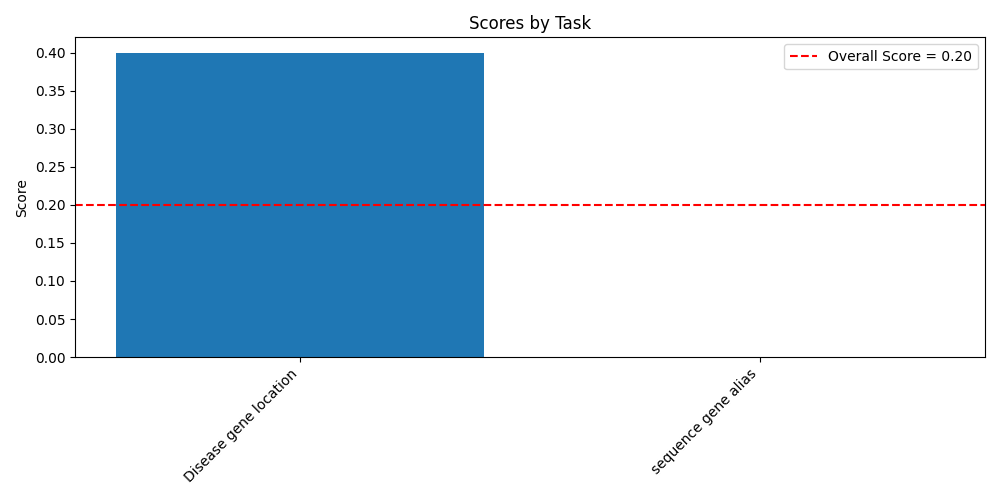 Scores by Task
Overall Score = 0.20
Score
0.40
0.35
0.30
0.25
0.20
0.15
0.10
0.05
0.00
Disease gene location
sequence gene alias